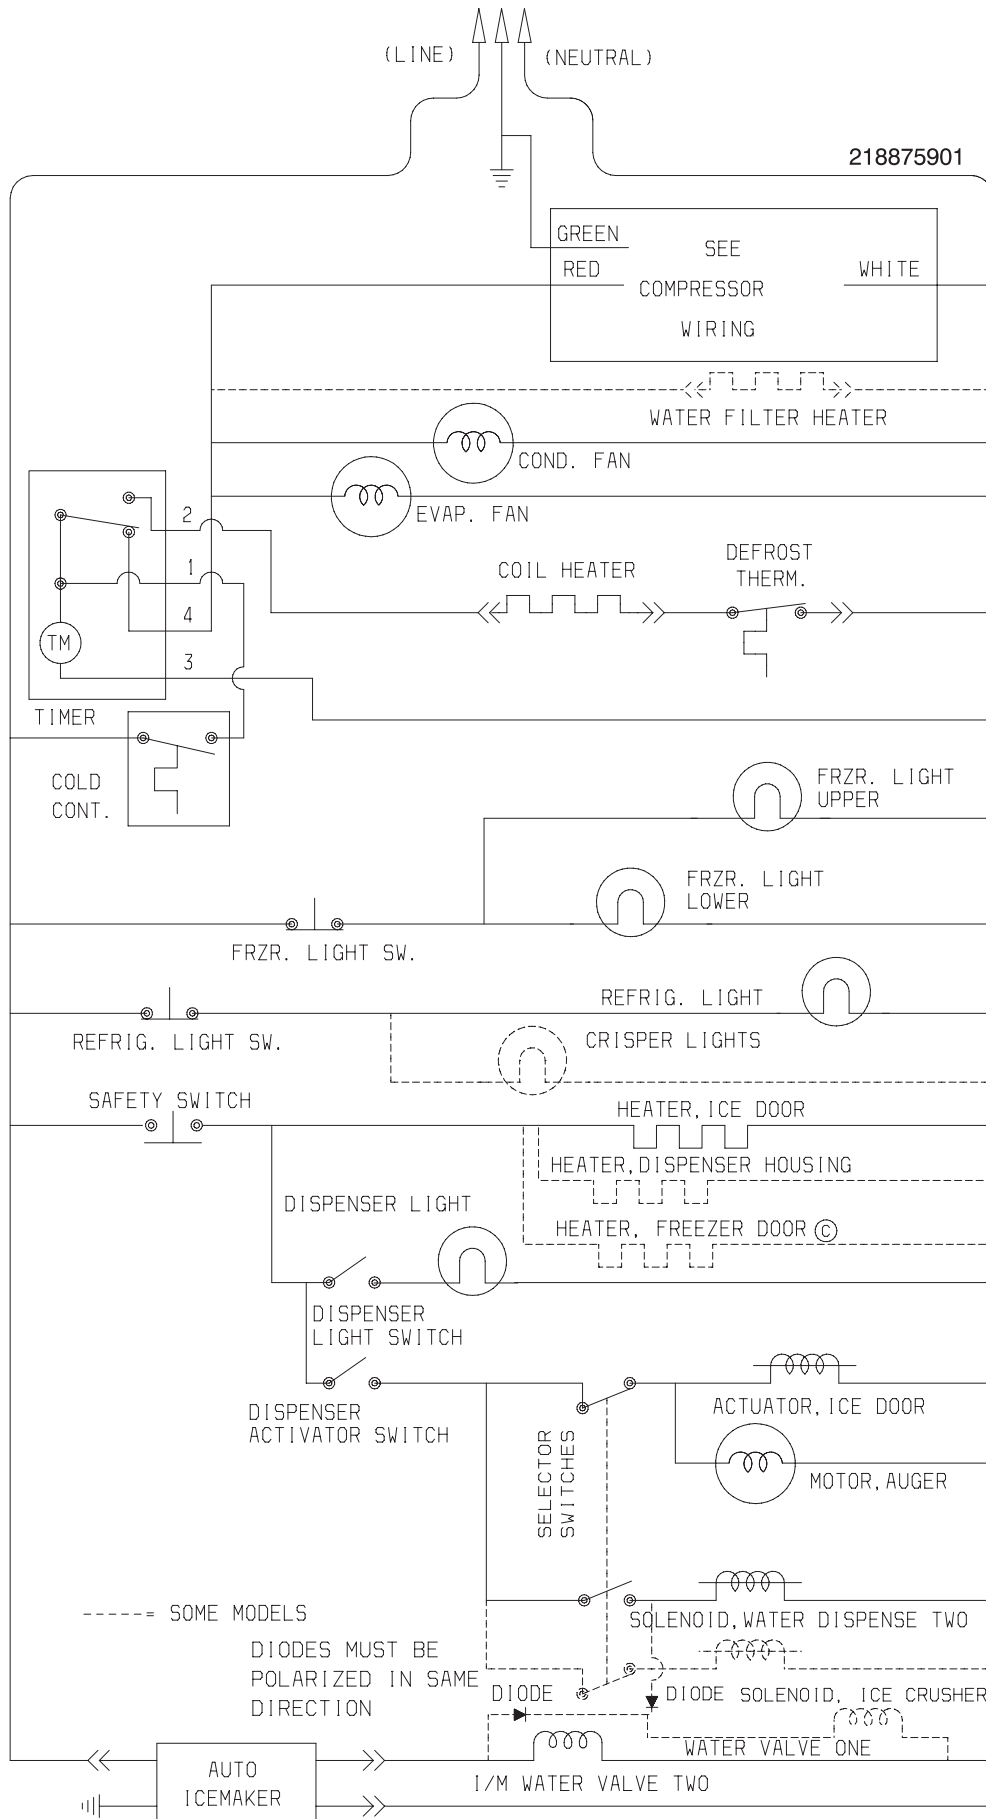 (LINE)
(NEUTRAL)
218875901
GREEN
SEE
RED
WHITE
COMPRESSOR
WIRING
WATER FILTER HEATER
COND. FAN
EVAP. FAN
2
DEFROST
THERM.
COIL HEATER
1
4
TM
3
TIMER
COLD
CONT.
FRZR. LIGHT
UPPER
FRZR. LIGHT
LOWER
FRZR. LIGHT SW.
REFRIG. LIGHT
REFRIG. LIGHT SW.
CRISPER LIGHTS
SAFETY SWITCH
HEATER,ICE DOOR
HEATER,DISPENSER HOUSING
DISPENSER LIGHT
HEATER, FREEZER DOOR Ⓒ
DISPENSER
LIGHT SWITCH
DISPENSER
ACTIVATOR SWITCH
ACTUATOR,ICE DOOR
SELECTOR
SWITCHES
MOTOR,AUGER
-----= SOME MODELS
SOLENOID,WATER DISPENSE TWO
DIODES MUST BE
POLARIZED IN SAME
DIRECTION
DIODE
DIODE
SOLENOID, ICE CRUSHER
WATER VALVE ONE
AUTO
ICEMAKER
I/M WATER VALVE TWO